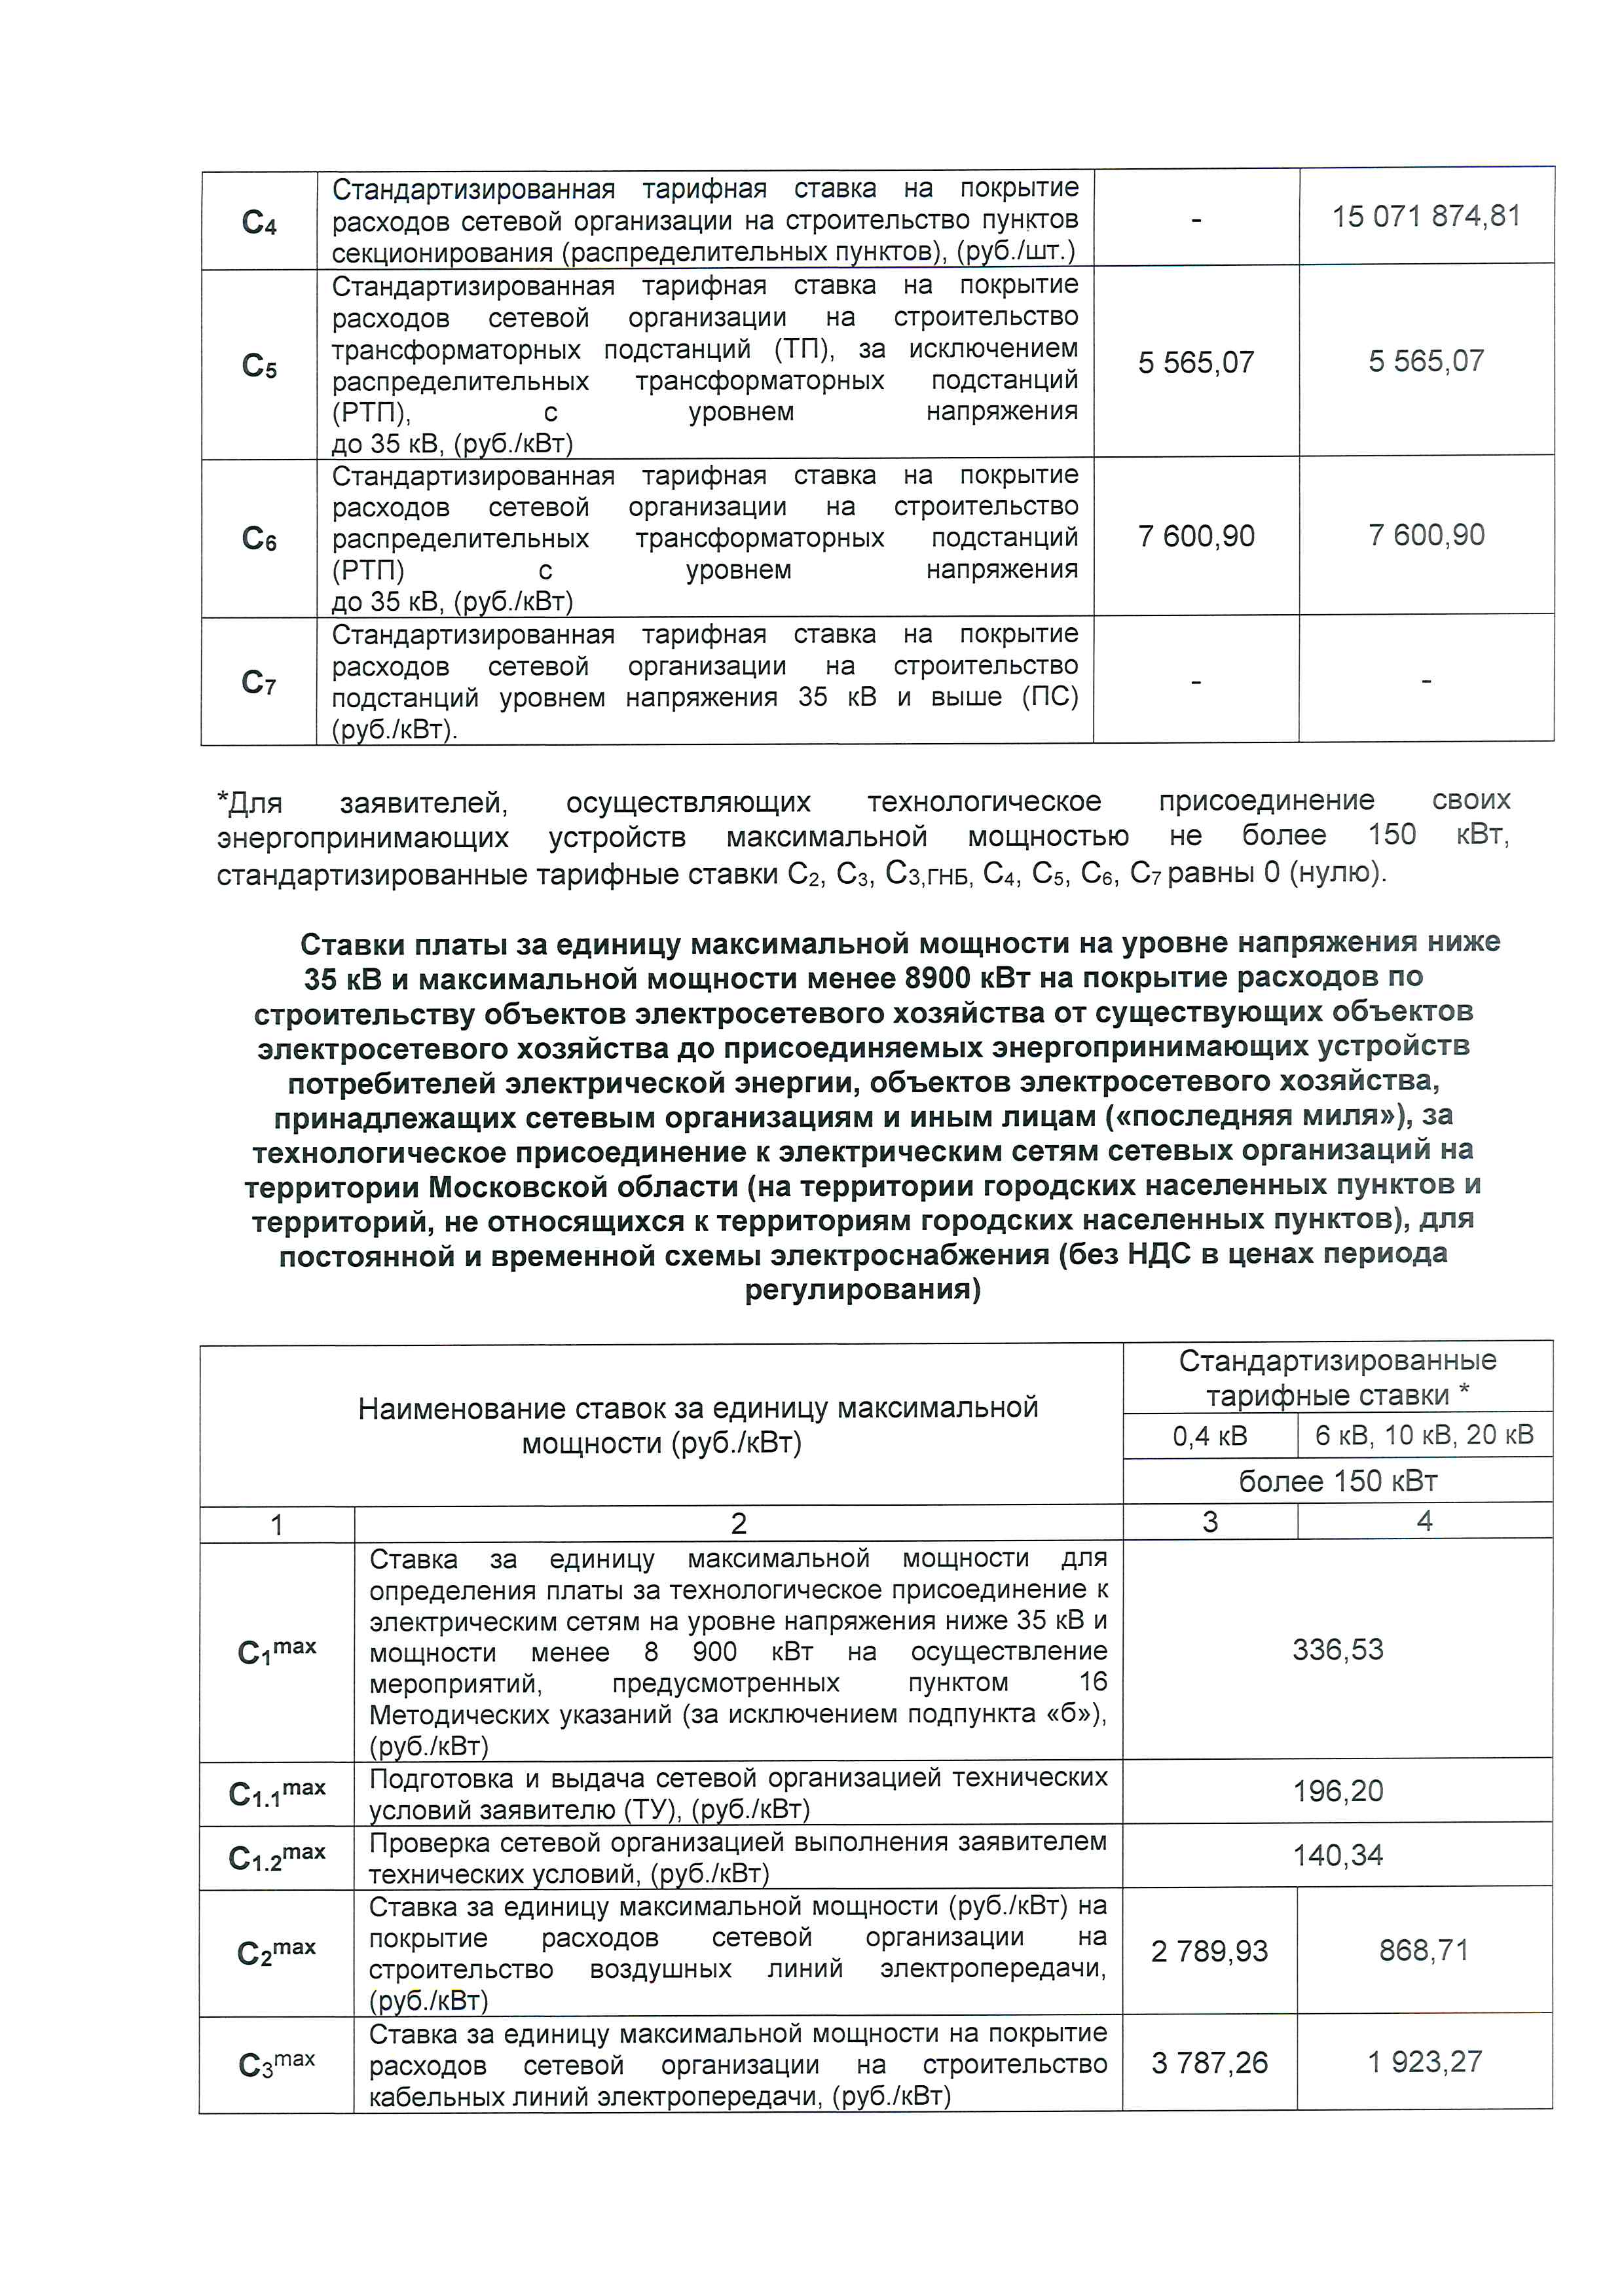 С4
Стандартизированная тарифная ставка на покрытие
расходов сетевой организации на строительство пунктов
секционирования (распределительных пунктов), (руб./шт.)
-
15 071 874,81
С5
Стандартизированная тарифная ставка на покрытие
расходов сетевой организации на строительство
трансформаторных подстанций (ТП), за исключением
распределительных трансформаторных подстанций
(РТП), с уровнем напряжения
до 35 кВ, (руб./кВт)
5 565,07
5 565,07
С6
Стандартизированная тарифная ставка на покрытие
расходов сетевой организации на строительство
распределительных трансформаторных подстанций
(РТП) с уровнем напряжения
до 35 кВ, (руб./кВт)
7 600,90
7 600,90
С7
Стандартизированная тарифная ставка на покрытие
расходов сетевой организации на строительство
подстанций уровнем напряжения 35 кВ и выше (ПС)
(руб./кВт).
-
-
*Для заявителей, осуществляющих технологическое присоединение своих
энергопринимающих устройств максимальной мощностью не более 150 кВт,
стандартизированные тарифные ставки С2, С3, С3,ГНБ, С4, С5, С6, С7 равны 0 (нулю).
Ставки платы за единицу максимальной мощности на уровне напряжения ниже
35 кВ и максимальной мощности менее 8900 кВт на покрытие расходов по
строительству объектов электросетевого хозяйства от существующих объектов
электросетевого хозяйства до присоединяемых энергопринимающих устройств
потребителей электрической энергии, объектов электросетевого хозяйства,
принадлежащих сетевым организациям и иным лицам («последняя миля»), за
технологическое присоединение к электрическим сетям сетевых организаций на
территории Московской области (на территории городских населенных пунктов и
территорий, не относящихся к территориям городских населенных пунктов), для
постоянной и временной схемы электроснабжения (без НДС в ценах периода
регулирования)
Наименование ставок за единицу максимальной
мощности (руб./кВт)
Стандартизированные
тарифные ставки *
0,4 кВ
6 кВ, 10 кВ, 20 кВ
более 150 кВт
1
2
3
4
С1max
Ставка за единицу максимальной мощности для
определения платы за технологическое присоединение к
электрическим сетям на уровне напряжения ниже 35 кВ и
мощности менее 8 900 кВт на осуществление
мероприятий, предусмотренных пунктом 16
Методических указаний (за исключением подпункта «б»),
(руб./кВт)
336,53
С1.1max
Подготовка и выдача сетевой организацией технических
условий заявителю (ТУ), (руб./кВт)
196,20
С1.2max
Проверка сетевой организацией выполнения заявителем
технических условий, (руб./кВт)
140,34
С2max
Ставка за единицу максимальной мощности (руб./кВт) на
покрытие расходов сетевой организации на
строительство воздушных линий электропередачи,
(руб./кВт)
2 789,93
868,71
С3max
Ставка за единицу максимальной мощности на покрытие
расходов сетевой организации на строительство
кабельных линий электропередачи, (руб./кВт)
3 787,26
1 923,27